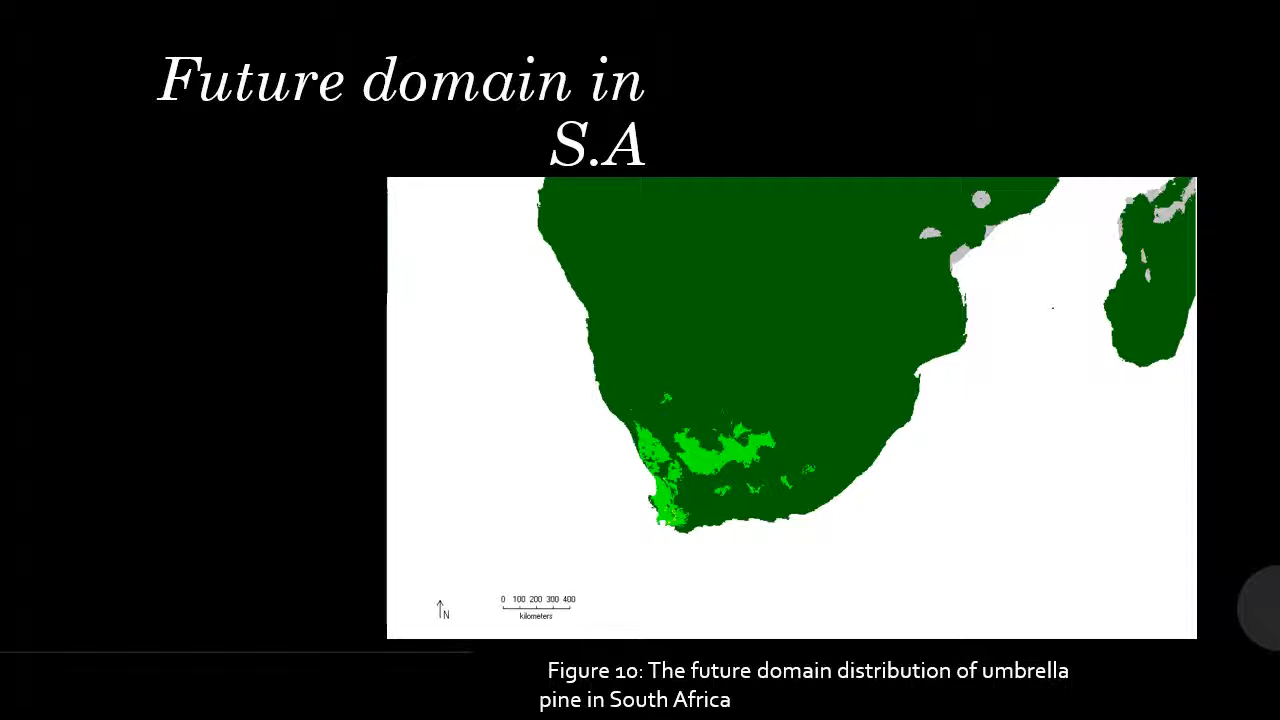 Future domain in
S.A
N
0 100 200 300 400
kilometers
Figure 10: The future domain distribution of umbrella
pine in South Africa